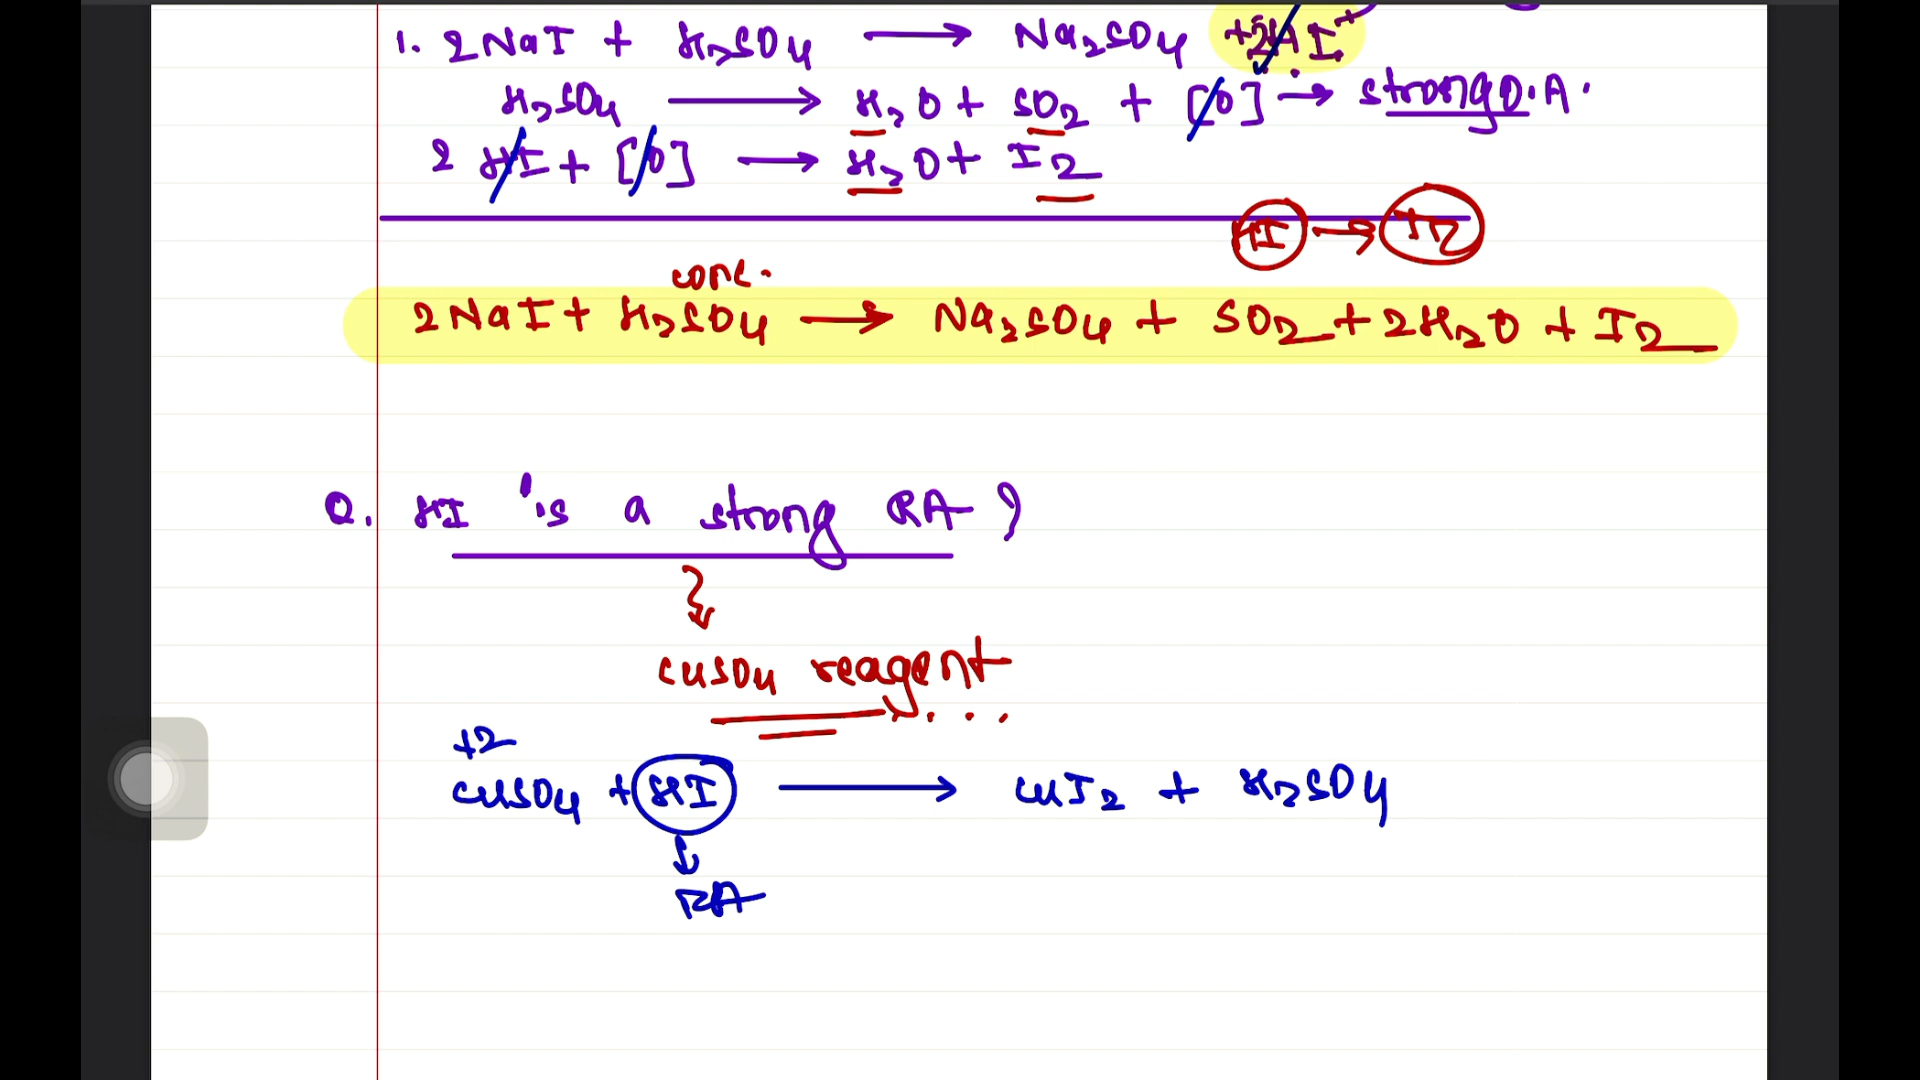 1. 2NaI + H2SO4 → Na2SO4 + 2HI
H2SO4 → H2O + SO2 + [O] → strong O.A.
2 HI + [O] → H2O + I2
HI → I2
conc.
2NaI + H2SO4 → Na2SO4 + SO2 + 2H2O + I2
Q. HI is a strong RA ?
CuSO4 reagent....
+2
CuSO4 + HI → CuI2 + H2SO4
RA